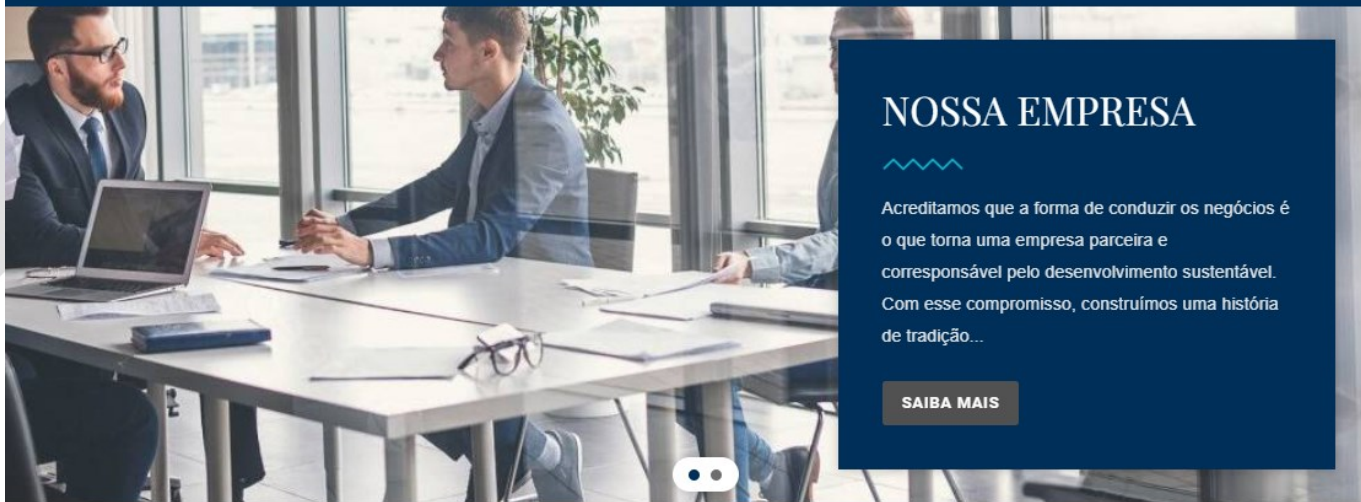 NOSSA EMPRESA
Acreditamos que a forma de conduzir os negócios é
o que torna uma empresa parceira e
corresponsável pelo desenvolvimento sustentável.
Com esse compromisso, construímos uma história
de tradição...
SAIBA MAIS